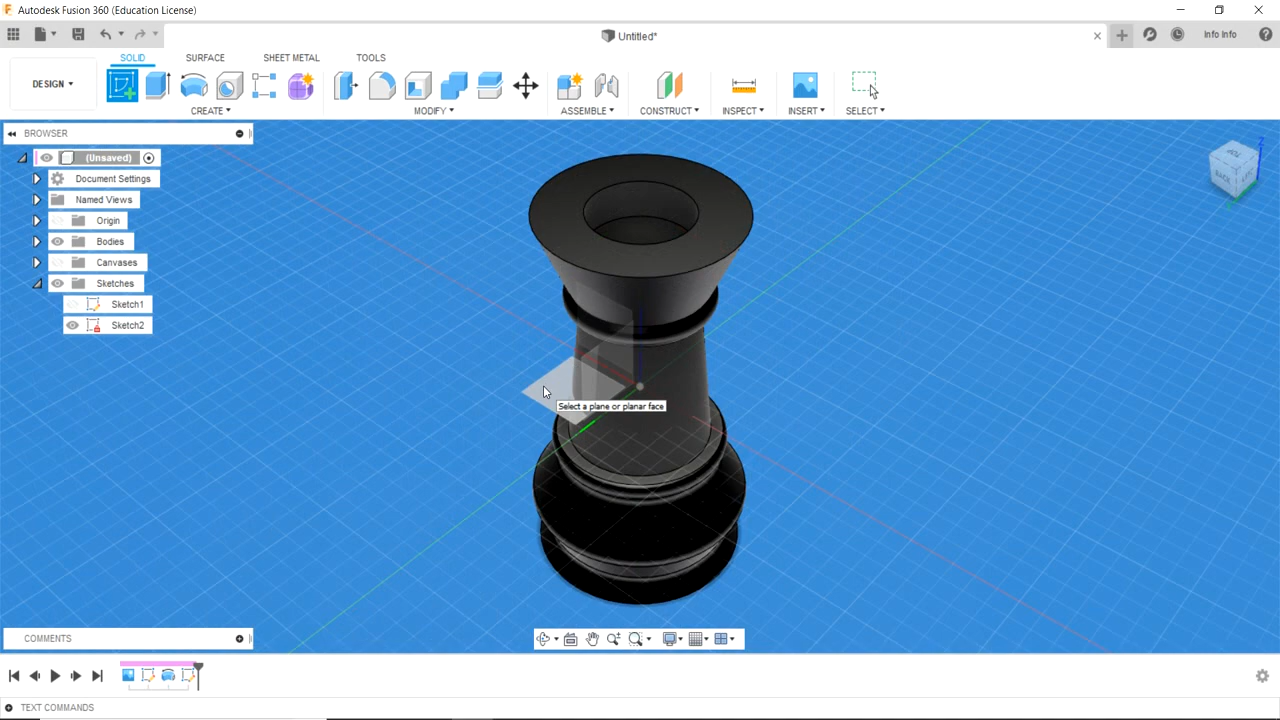 Autodesk Fusion 360 (Education License)
Untitled*
Info Info
SOLID
SURFACE
SHEET METAL
TOOLS
DESIGN
CREATE
MODIFY
ASSEMBLE
CONSTRUCT
INSPECT
INSERT
SELECT
BROWSER
(Unsaved)
Document Settings
Named Views
Origin
Bodies
Canvases
Sketches
Sketch1
Sketch2
Z
BACK
Select a plane or planar face
COMMENTS
TEXT COMMANDS